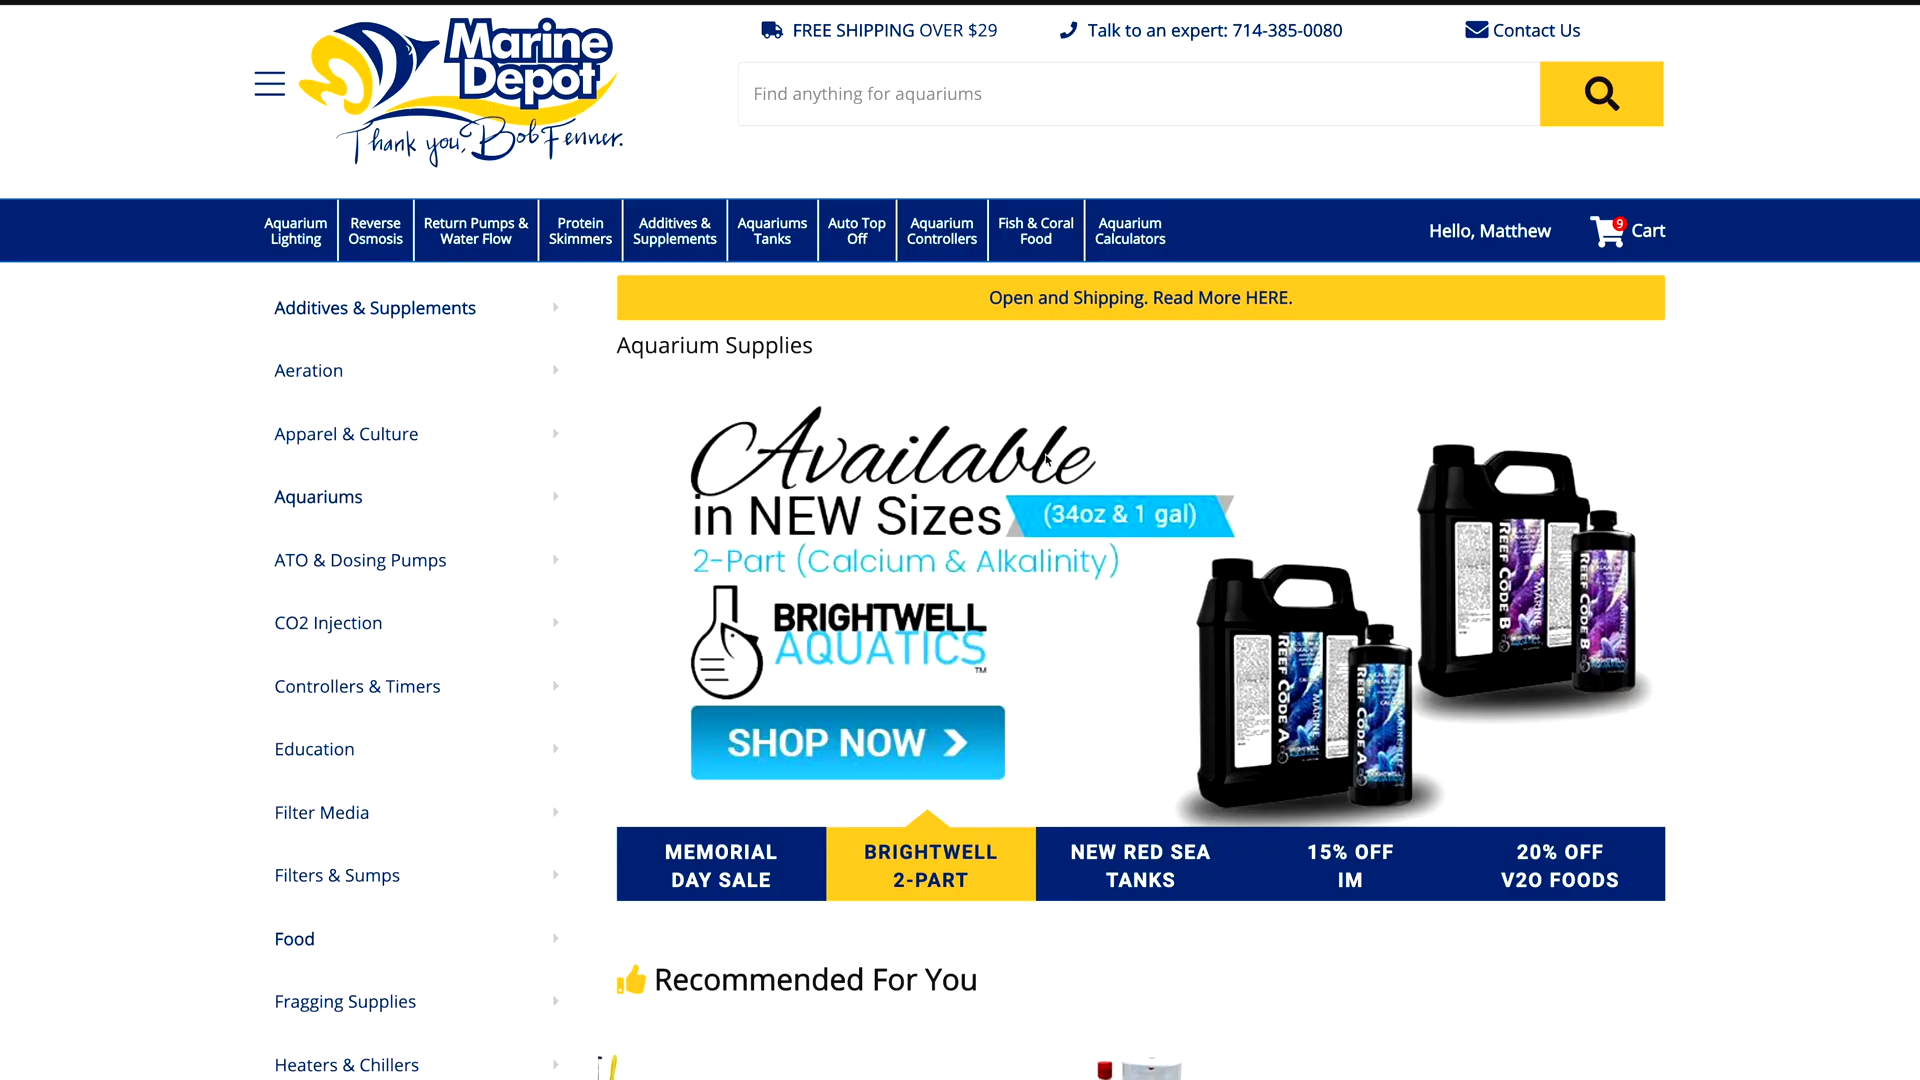 Marine
Depot
Thank you, Bob Fenner.
FREE SHIPPING OVER $29
Talk to an expert: 714-385-0080
Contact Us
Find anything for aquariums
Aquarium
Lighting
Reverse
Osmosis
Return Pumps &
Water Flow
Protein
Skimmers
Additives &
Supplements
Aquariums
Tanks
Auto Top
Off
Aquarium
Controllers
Fish & Coral
Food
Aquarium
Calculators
Hello, Matthew
9
Cart
Additives & Supplements
Aeration
Apparel & Culture
Aquariums
ATO & Dosing Pumps
CO2 Injection
Controllers & Timers
Education
Filter Media
Filters & Sumps
Food
Fragging Supplies
Heaters & Chillers
Open and Shipping. Read More HERE.
Aquarium Supplies
Available
in NEW Sizes (34oz & 1 gal)
2-Part (Calcium & Alkalinity)
BRIGHTWELL
AQUATICS
TM
SHOP NOW
REEF CODE A
REEF CODE A
REEF CODE B
REEF CODE B
MEMORIAL
DAY SALE
BRIGHTWELL
2-PART
NEW RED SEA
TANKS
15% OFF
IM
20% OFF
V2O FOODS
Recommended For You